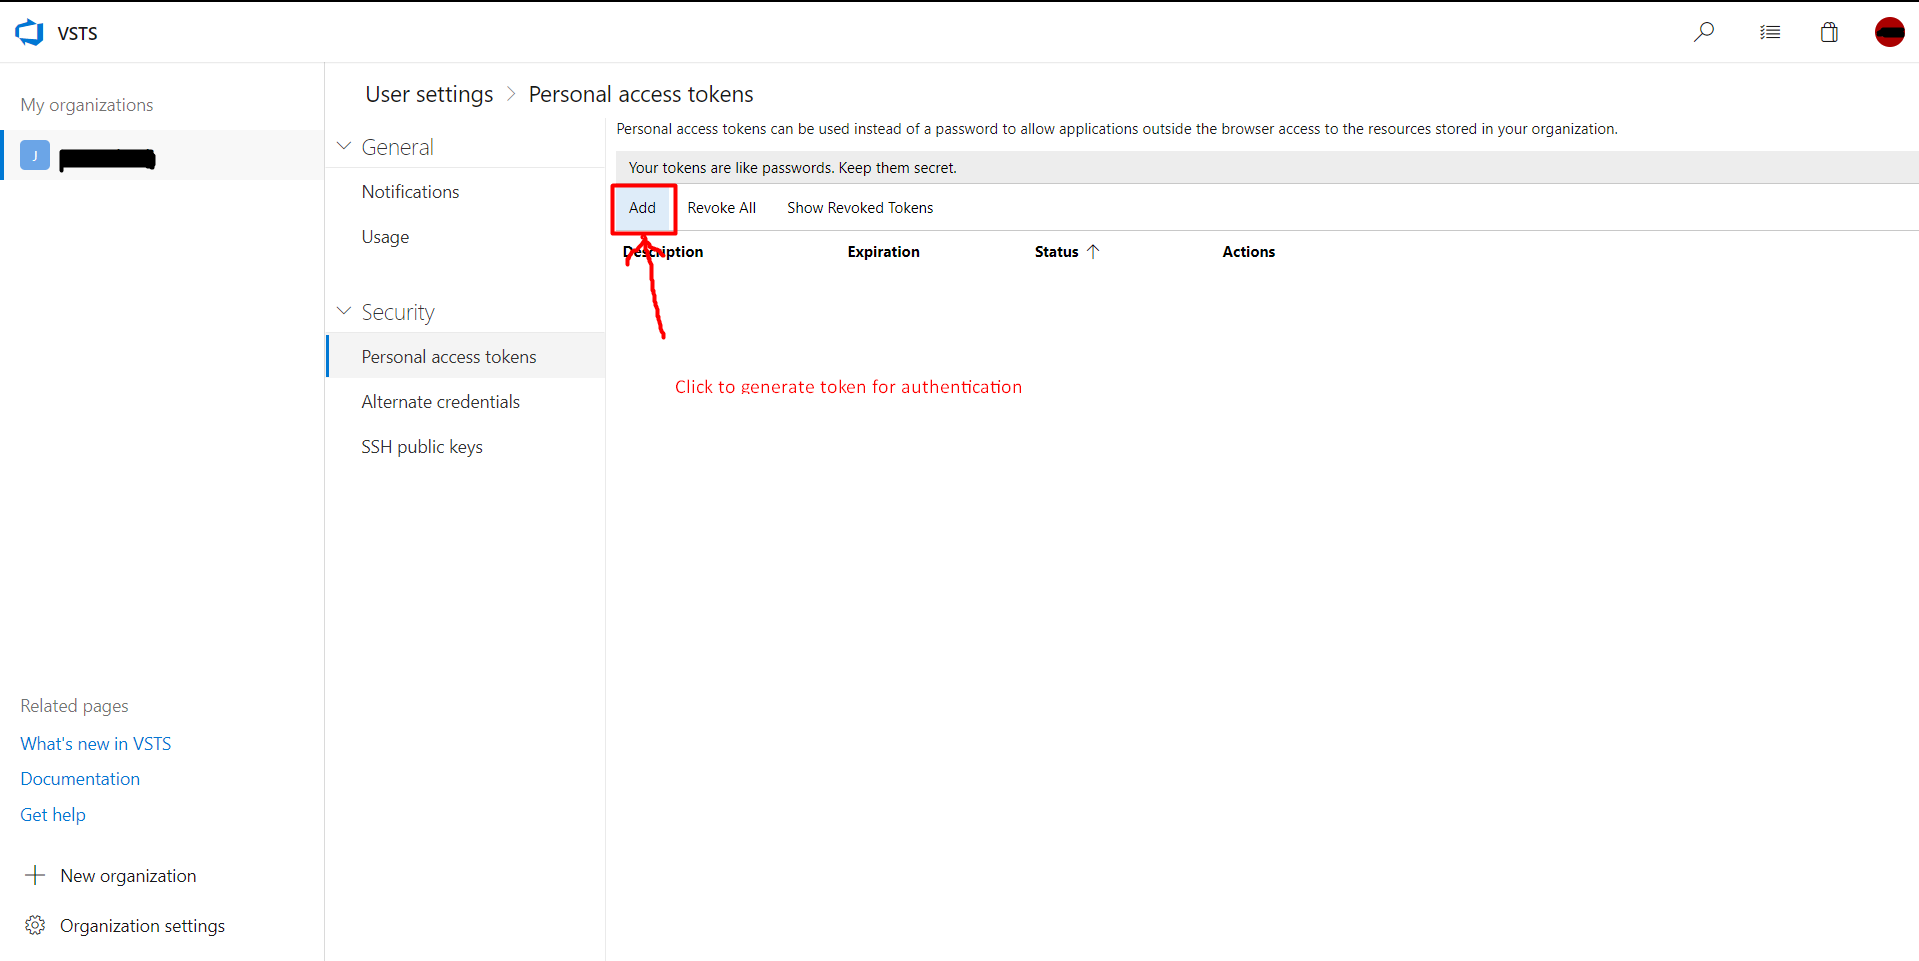 VSTS
My organizations
J
User settings > Personal access tokens
General
Notifications
Usage
Security
Personal access tokens
Alternate credentials
SSH public keys
Personal access tokens can be used instead of a password to allow applications outside the browser access to the resources stored in your organization.
Your tokens are like passwords. Keep them secret.
Add Revoke All Show Revoked Tokens
Description Expiration Status ↑ Actions
Click to generate token for authentication
Related pages
What's new in VSTS
Documentation
Get help
New organization
Organization settings